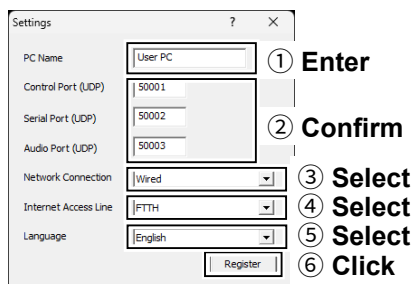 Settings ? ×
PC Name User PC ① Enter
Control Port (UDP) 50001
Serial Port (UDP) 50002 ② Confirm
Audio Port (UDP) 50003
Network Connection Wired ③ Select
Internet Access Line FTTH ④ Select
Language English ⑤ Select
Register ⑥ Click